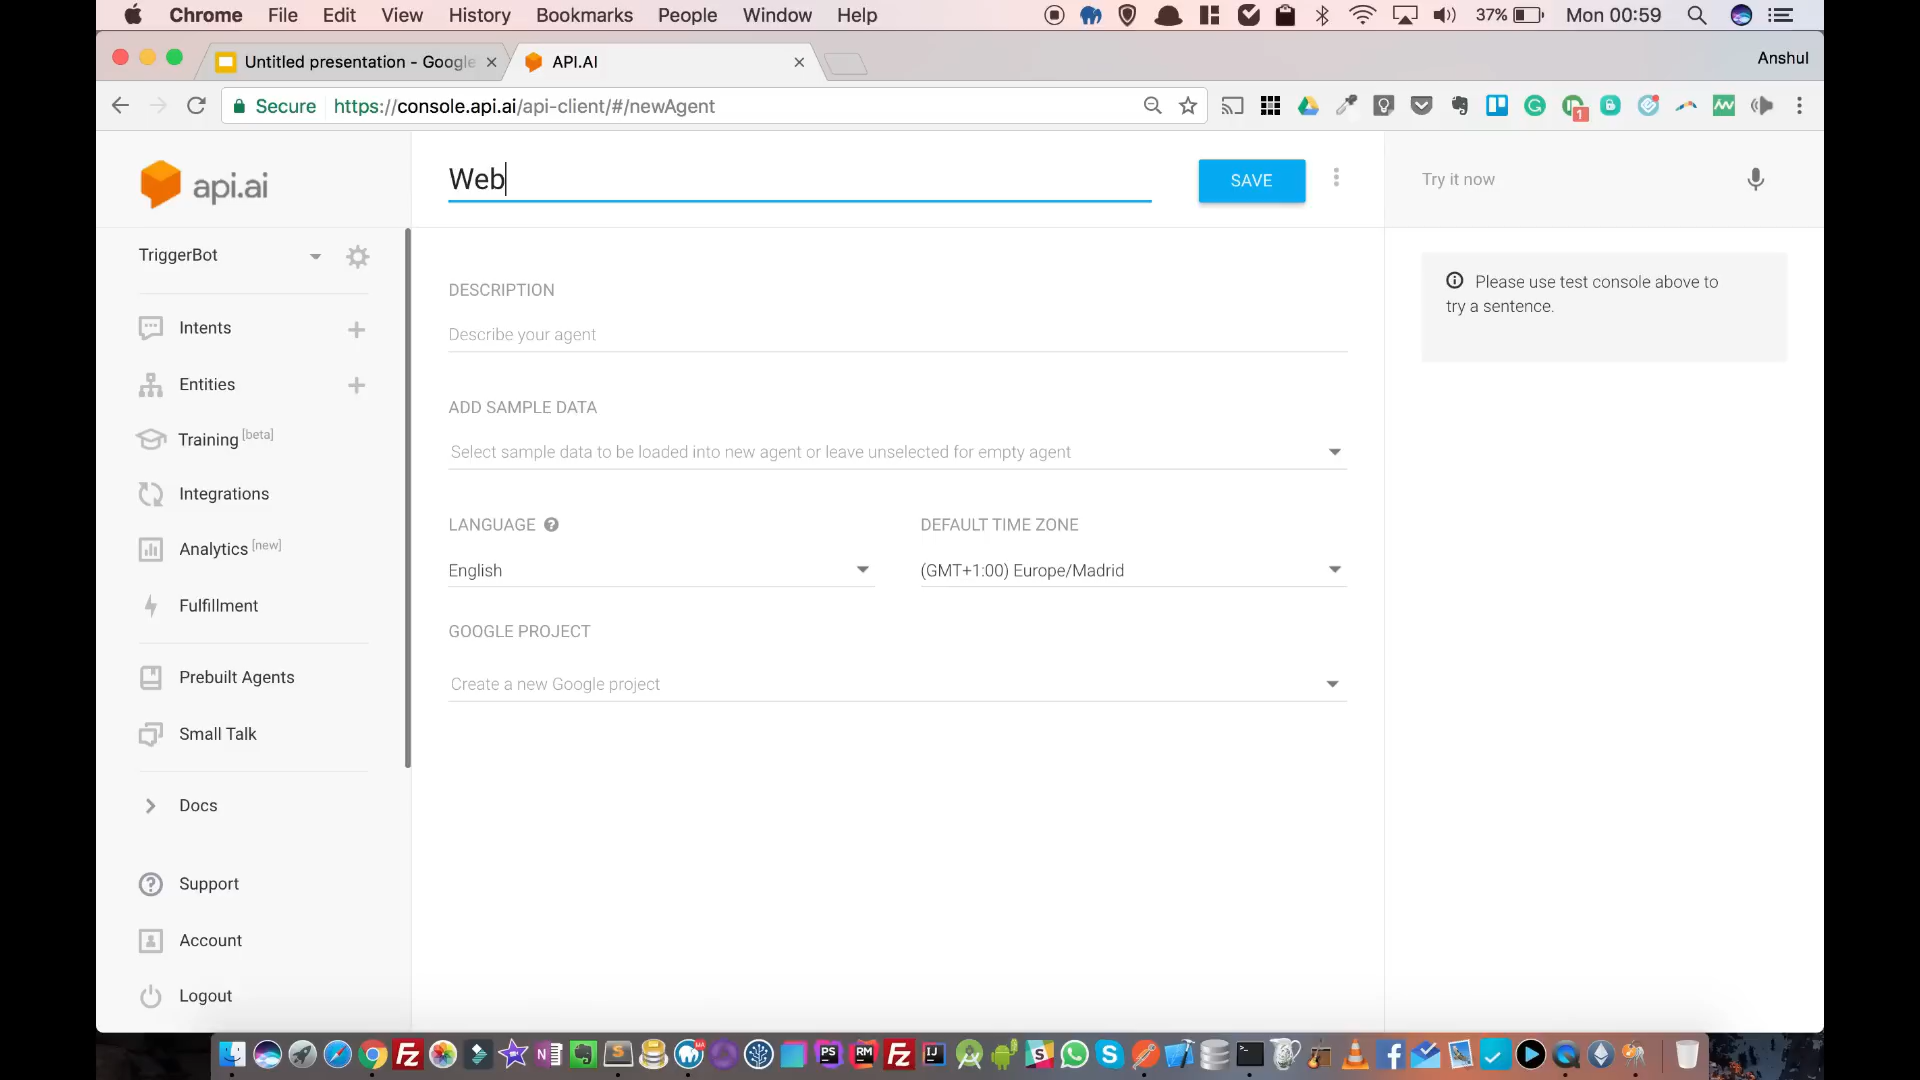 Chrome File Edit View History Bookmarks People Window Help 37% Mon 00:59
Untitled presentation - Google API.AI Anshul
Secure https://console.api.ai/api-client/#/newAgent 1
api.ai
Web
SAVE
Try it now
TriggerBot
Intents
Entities
Training [beta]
Integrations
Analytics [new]
Fulfillment
Prebuilt Agents
Small Talk
Docs
Support
Account
Logout
DESCRIPTION
Describe your agent
ADD SAMPLE DATA
Select sample data to be loaded into new agent or leave unselected for empty agent
LANGUAGE
English
DEFAULT TIME ZONE
(GMT+1:00) Europe/Madrid
GOOGLE PROJECT
Create a new Google project
Please use test console above to
try a sentence.